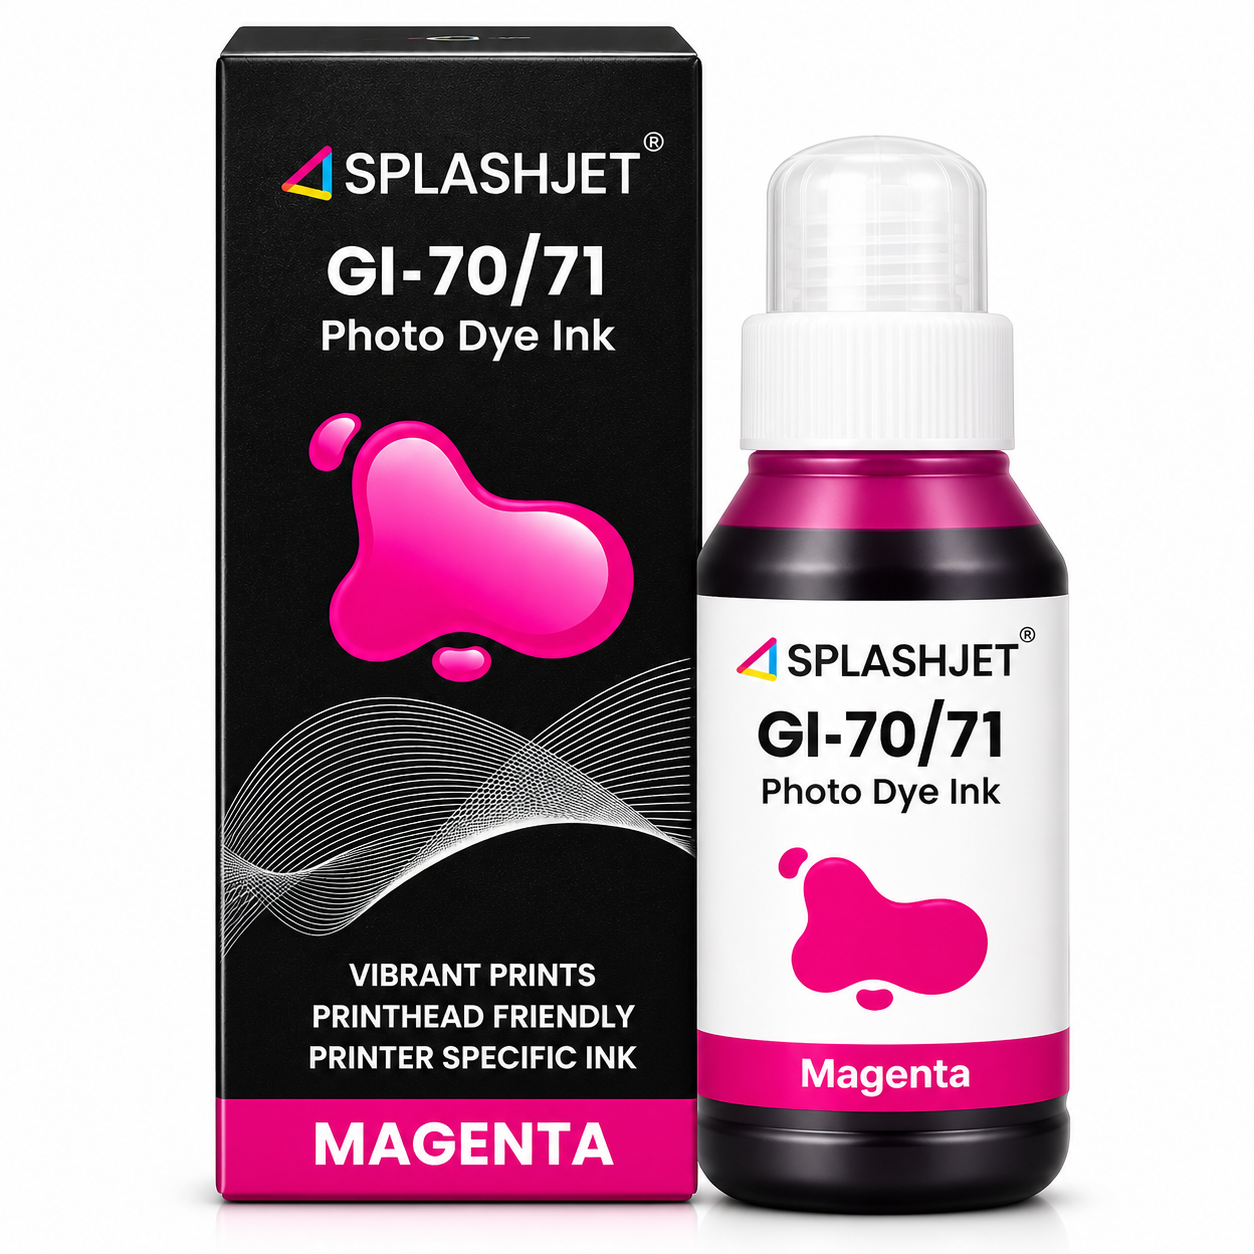 SPLASHJET®
GI-70/71
Photo Dye Ink
VIBRANT PRINTS
PRINTHEAD FRIENDLY
PRINTER SPECIFIC INK
MAGENTA
SPLASHJET®
GI-70/71
Photo Dye Ink
Magenta